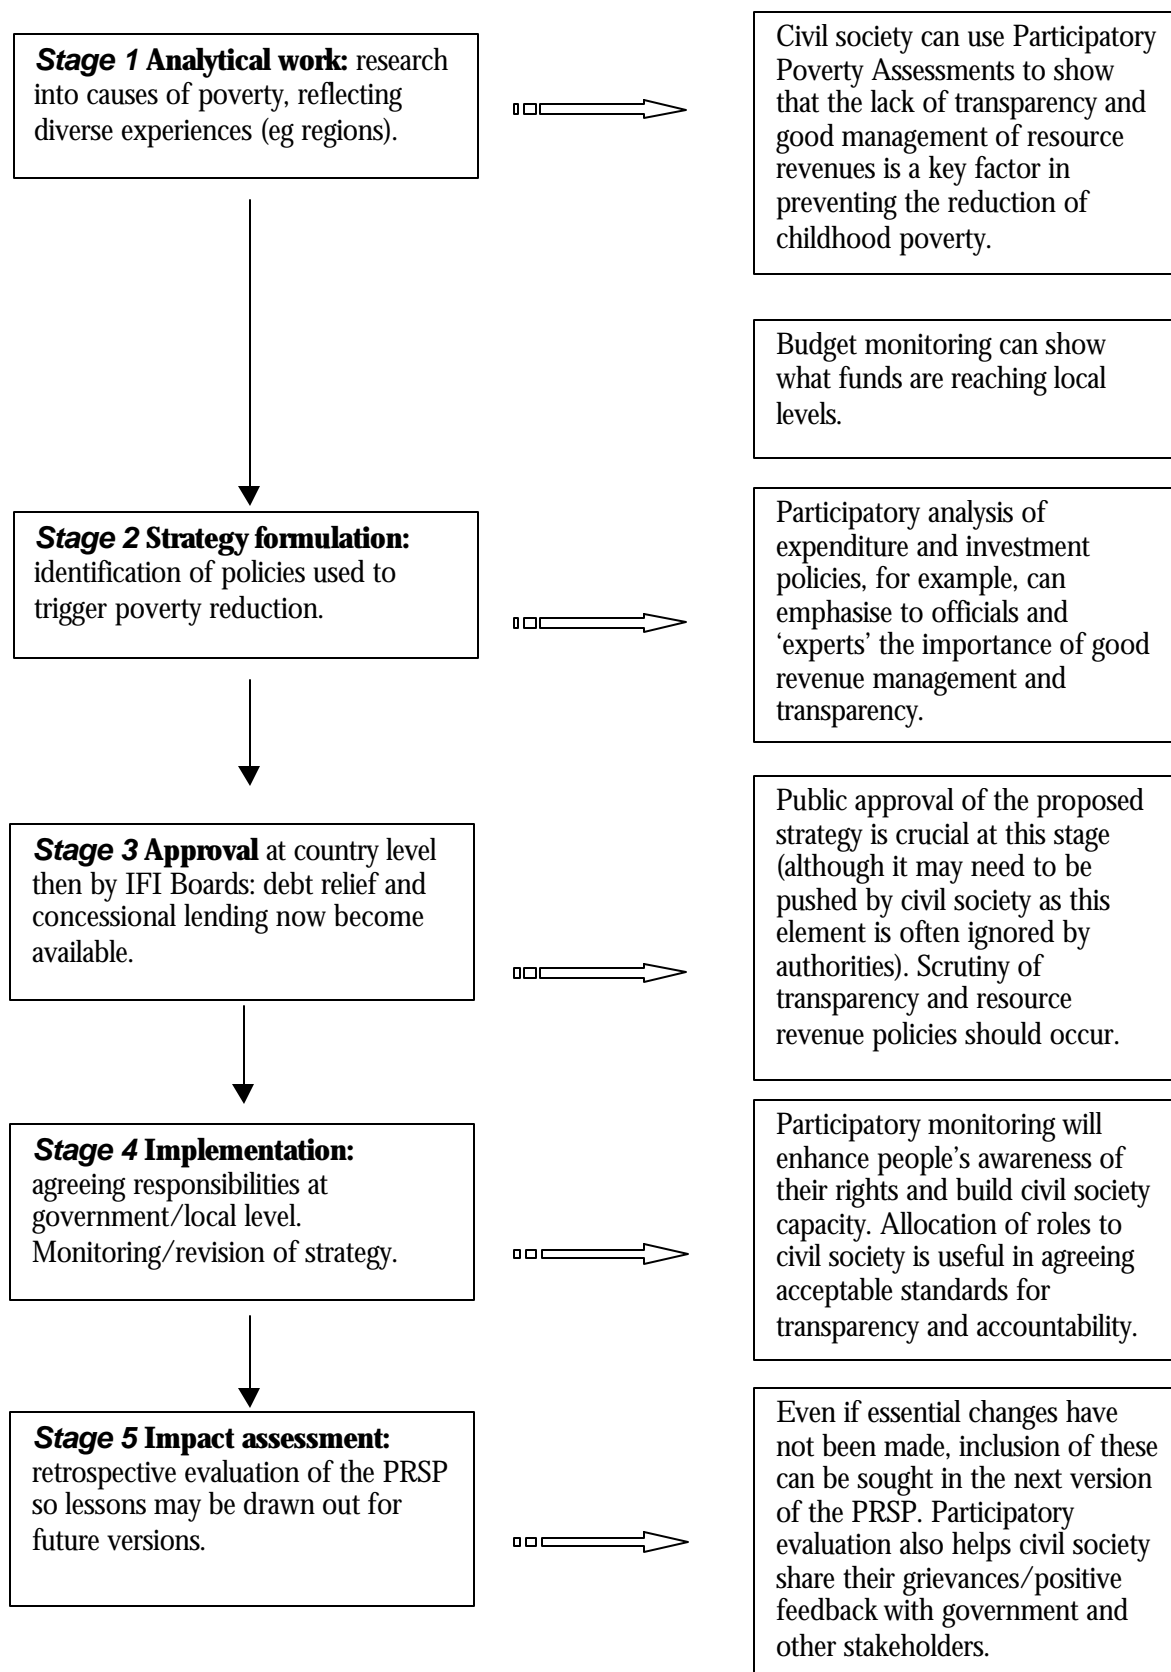 Stage 1 Analytical work: research
into causes of poverty, reflecting
diverse experiences (eg regions).
Civil society can use Participatory
Poverty Assessments to show
that the lack of transparency and
good management of resource
revenues is a key factor in
preventing the reduction of
childhood poverty.
Budget monitoring can show
what funds are reaching local
levels.
Stage 2 Strategy formulation:
identification of policies used to
trigger poverty reduction.
Participatory analysis of
expenditure and investment
policies, for example, can
emphasise to officials and
‘experts’ the importance of good
revenue management and
transparency.
Stage 3 Approval at country level
then by IFI Boards: debt relief and
concessional lending now become
available.
Public approval of the proposed
strategy is crucial at this stage
(although it may need to be
pushed by civil society as this
element is often ignored by
authorities). Scrutiny of
transparency and resource
revenue policies should occur.
Stage 4 Implementation:
agreeing responsibilities at
government/local level.
Monitoring/revision of strategy.
Participatory monitoring will
enhance people’s awareness of
their rights and build civil society
capacity. Allocation of roles to
civil society is useful in agreeing
acceptable standards for
transparency and accountability.
Stage 5 Impact assessment:
retrospective evaluation of the PRSP
so lessons may be drawn out for
future versions.
Even if essential changes have
not been made, inclusion of these
can be sought in the next version
of the PRSP. Participatory
evaluation also helps civil society
share their grievances/positive
feedback with government and
other stakeholders.